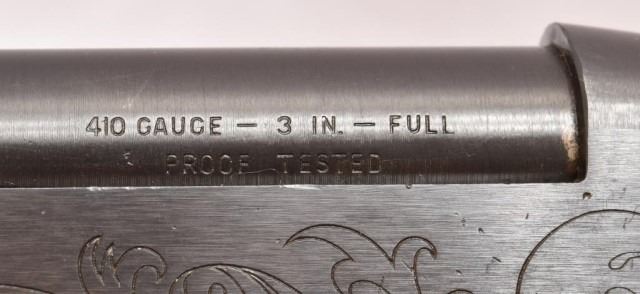 410 GAUGE – 3 IN. – FULL
PROOF TESTED